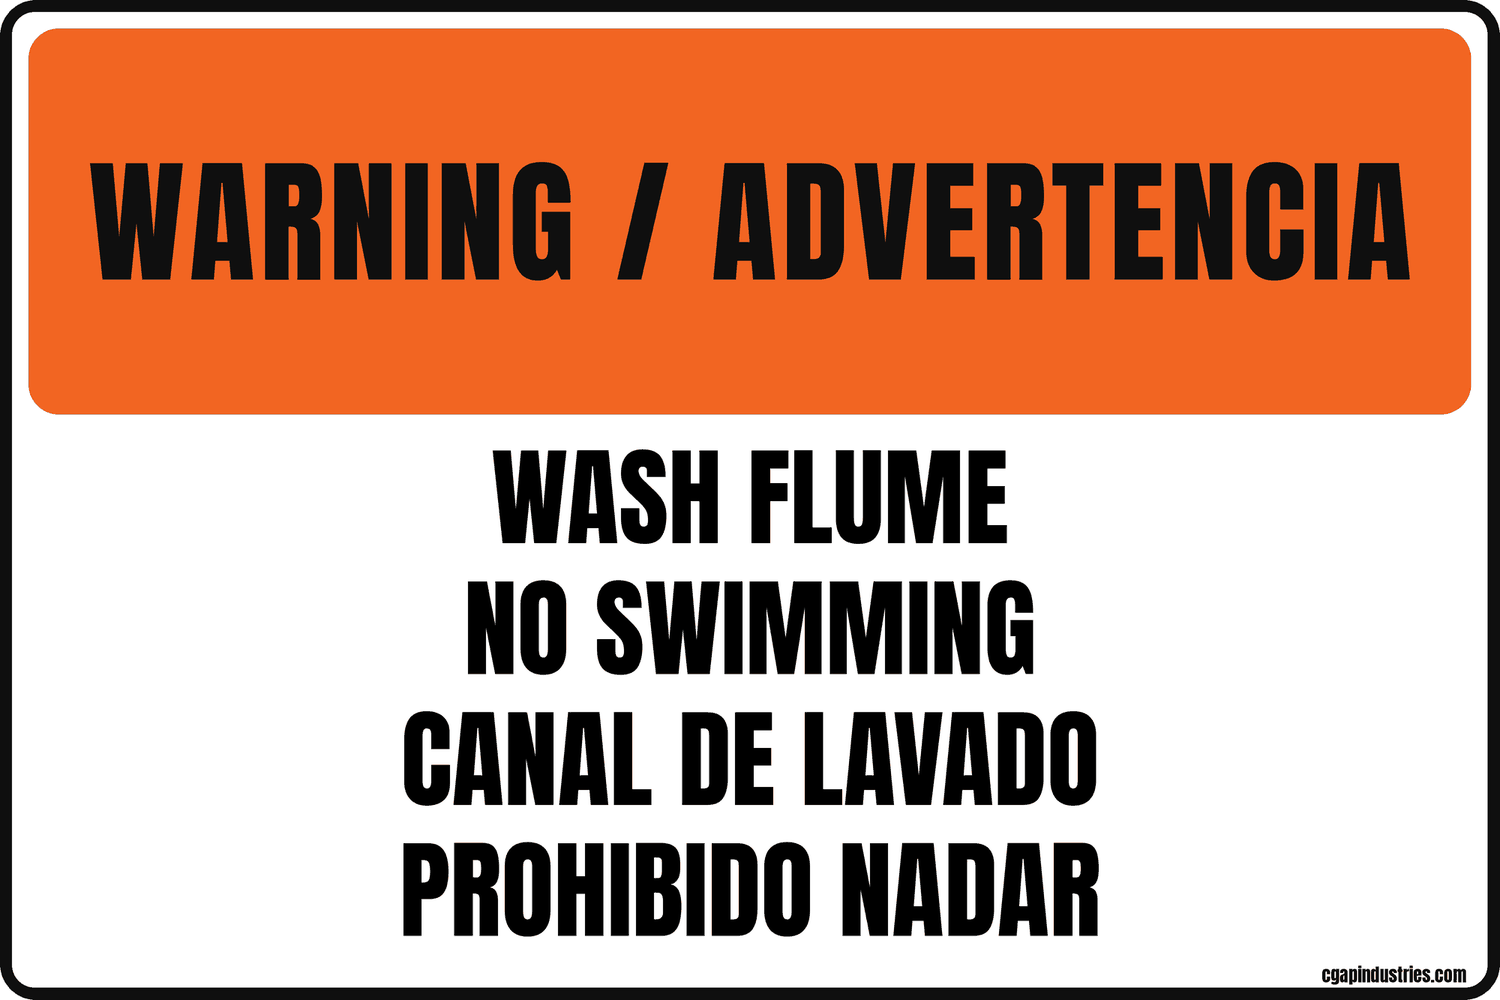 WARNING / ADVERTENCIA
WASH FLUME
NO SWIMMING
CANAL DE LAVADO
PROHIBIDO NADAR
cgapindustries.com